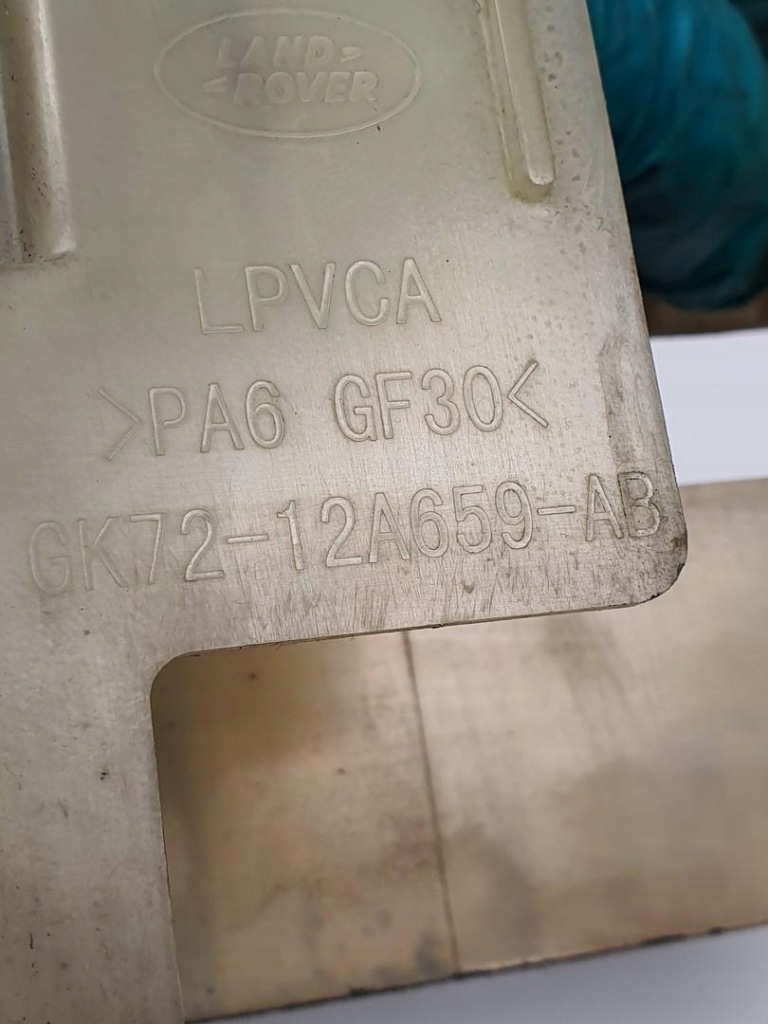 LAND
ROVER
LPVCA
>PA6 GF30<
GK72-12A659-AB